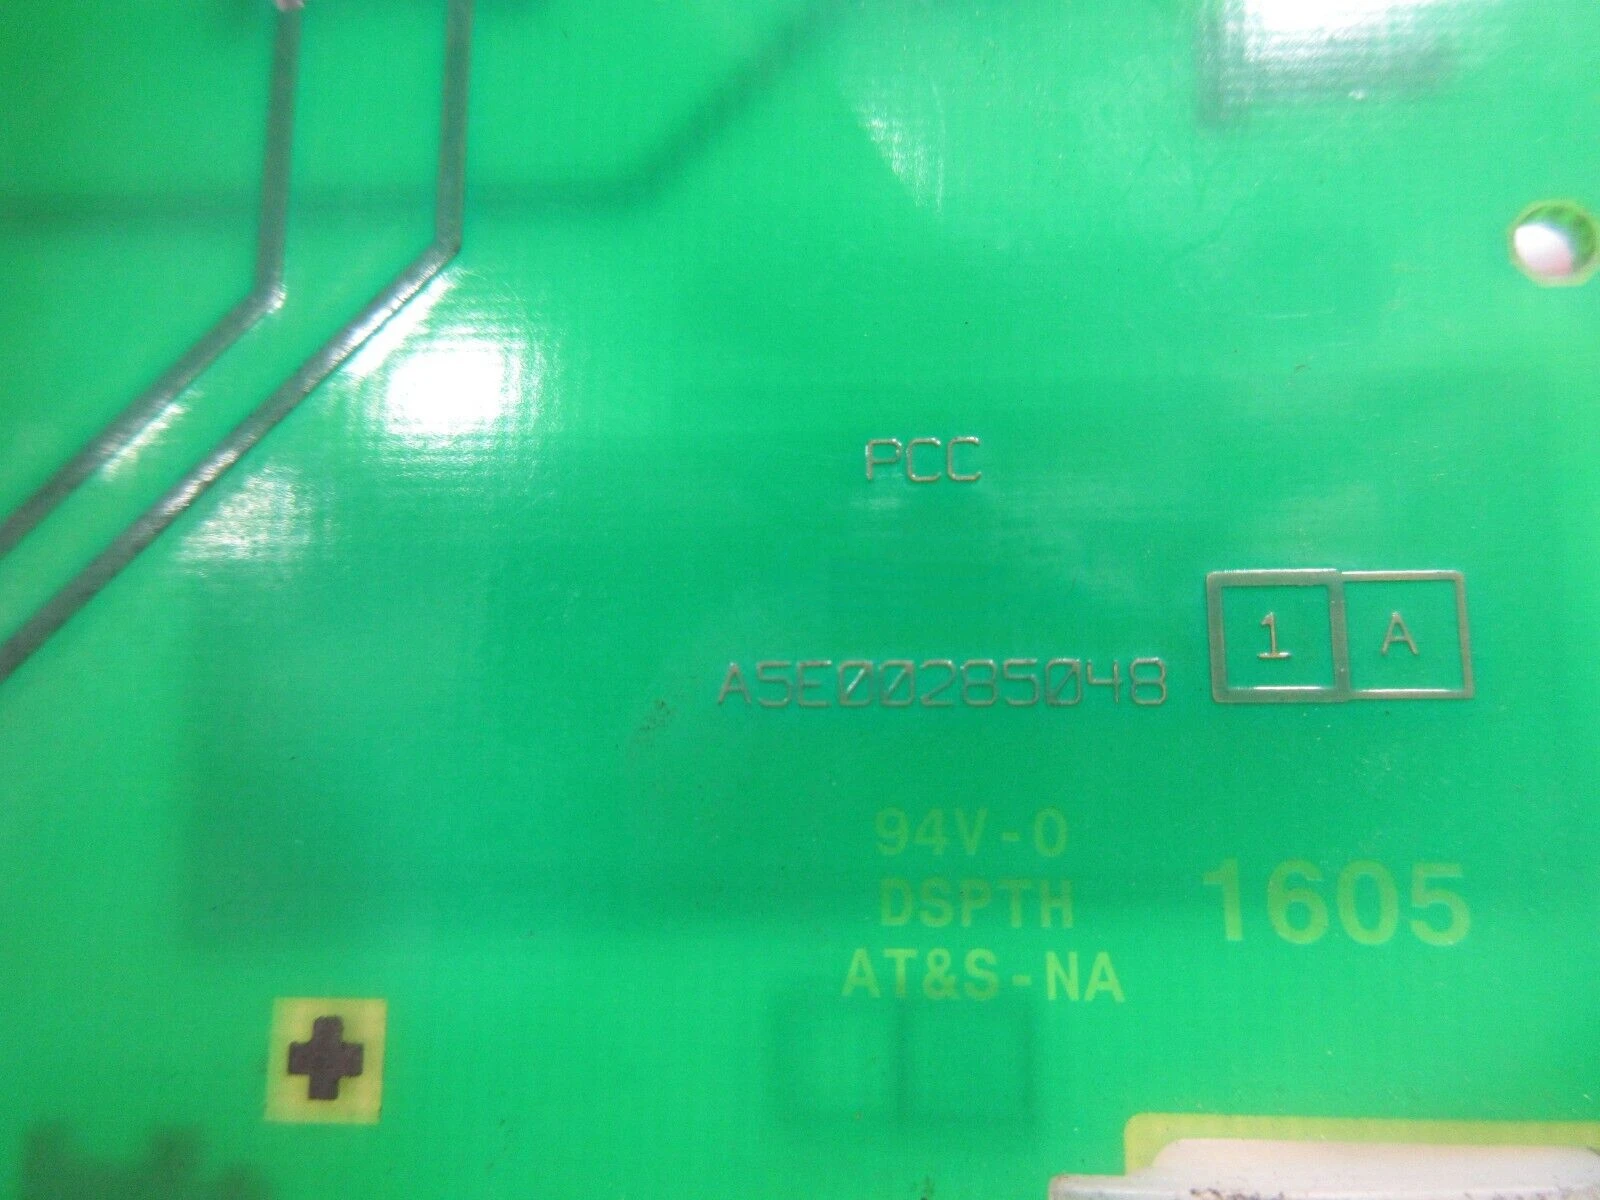 PCC
A5E00285048 1 A
94V-0
DSPTH 1605
AT&S-NA